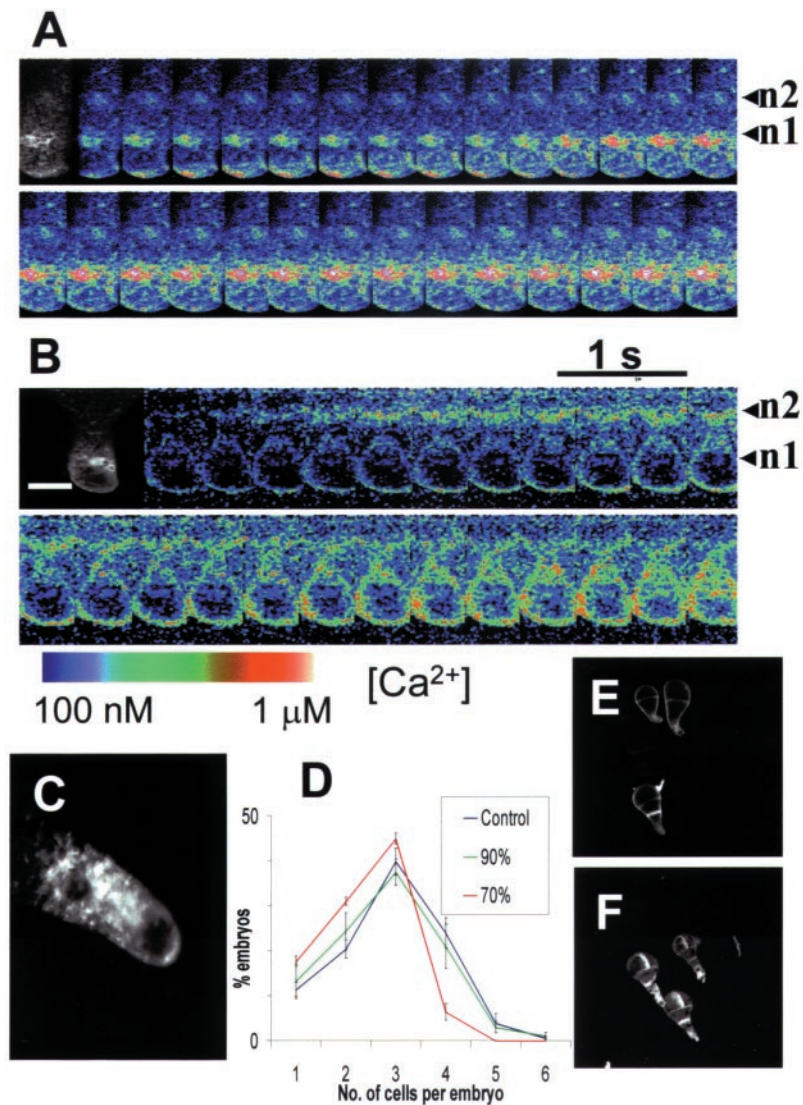 A
n2
n1
B
1 s
n2
n1
100 nM
1 μM
[Ca²⁺]
C
D
50
Control
90%
70%
% embryos
0
1 2 3 4 5 6
No. of cells per embryo
E
F